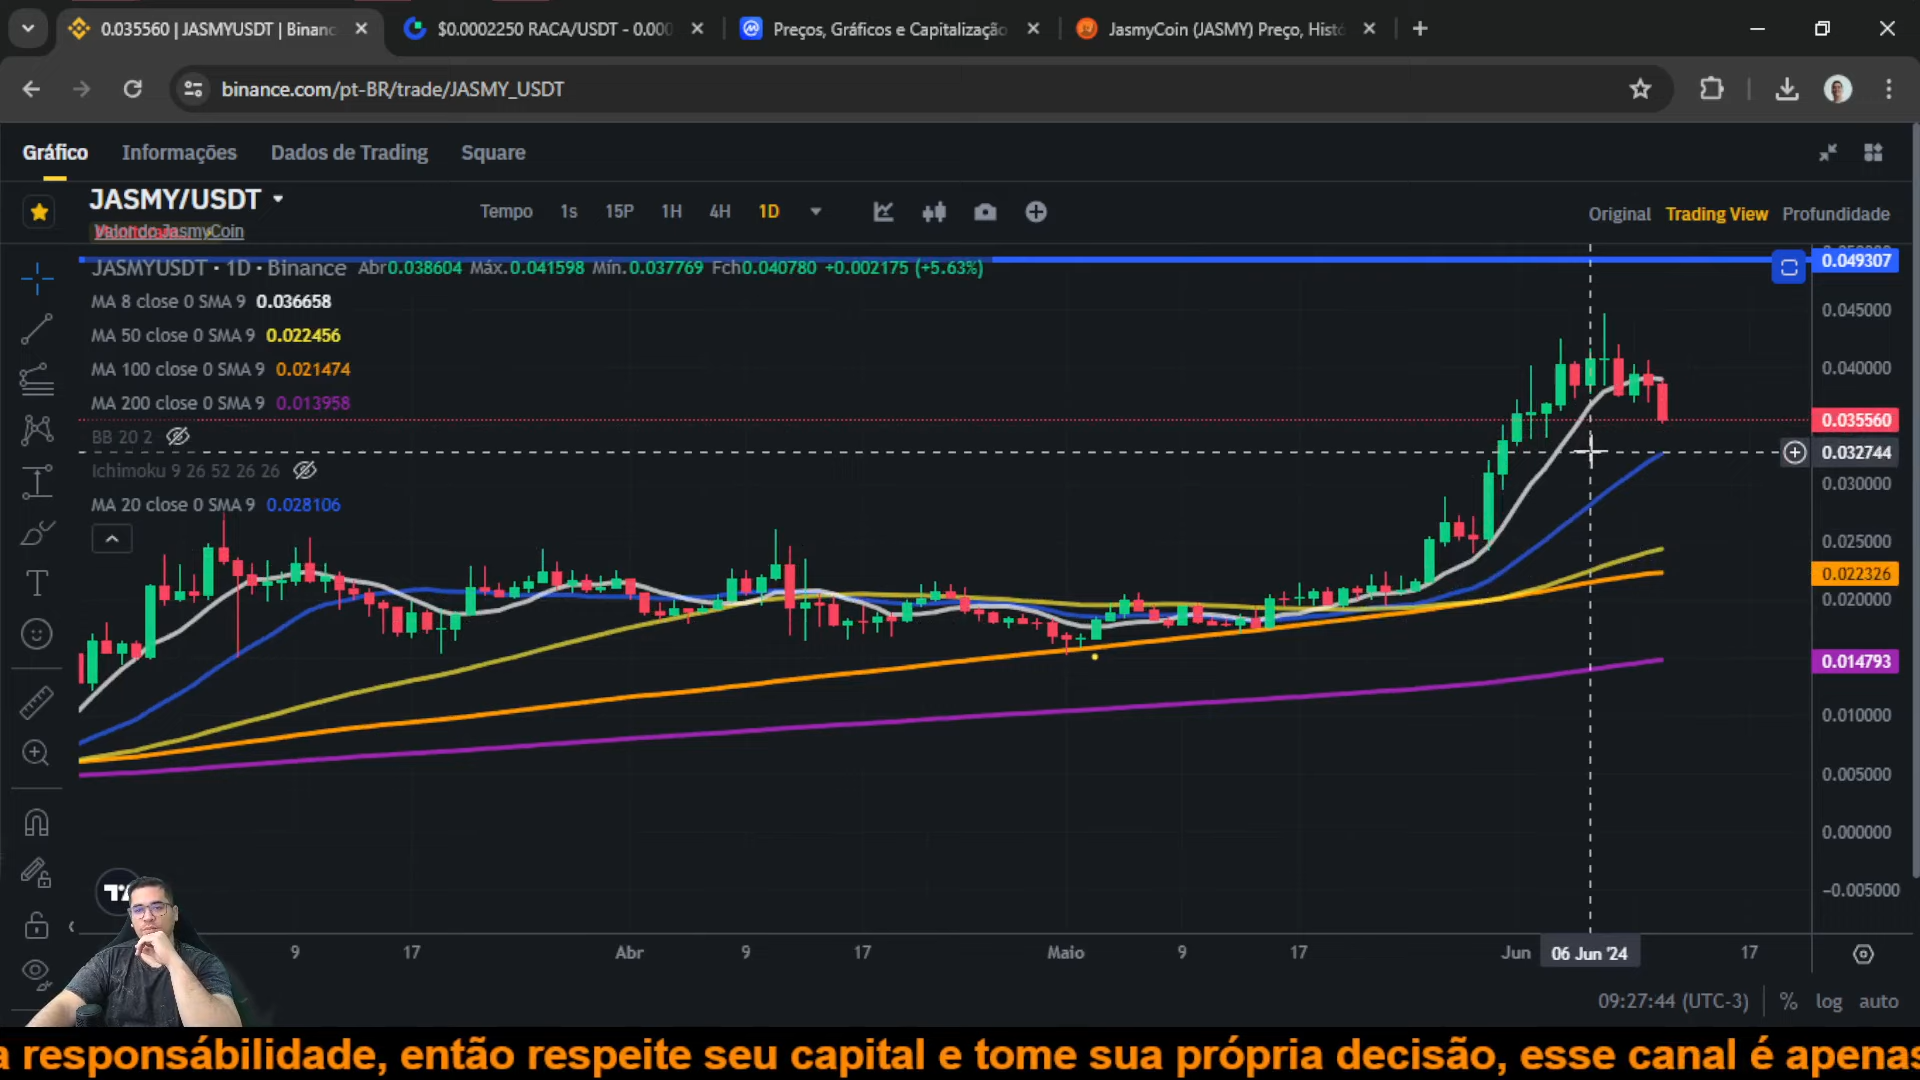 0.035560 | JASMYUSDT | Binanc
$0.0002250 RACA/USDT - 0.000
Preços, Gráficos e Capitalização
JasmyCoin (JASMY) Preço, Histó
binance.com/pt-BR/trade/JASMY_USDT
Gráfico Informações Dados de Trading Square
JASMY/USDT
JasmyCoin
Tempo 1s 15P 1H 4H 1D
Original Trading View Profundidade
JASMYUSDT · 1D · Binance Abr0.038604 Máx.0.041598 Mín.0.037769 Fch0.040780 +0.002175 (+5.63%)
MA 8 close 0 SMA 9 0.036658
MA 50 close 0 SMA 9 0.022456
MA 100 close 0 SMA 9 0.021474
MA 200 close 0 SMA 9 0.013958
BB 20 2
Ichimoku 9 26 52 26 26
MA 20 close 0 SMA 9 0.028106
0.049307
0.045000
0.040000
0.035560
0.032744
0.030000
0.025000
0.022326
0.020000
0.014793
0.010000
0.005000
0.000000
−0.005000
9 17 Abr 9 17 Maio 9 17 Jun 06 Jun '24 17
09:27:44 (UTC-3) % log auto
a responsábilidade, então respeite seu capital e tome sua própria decisão, esse canal é apenas